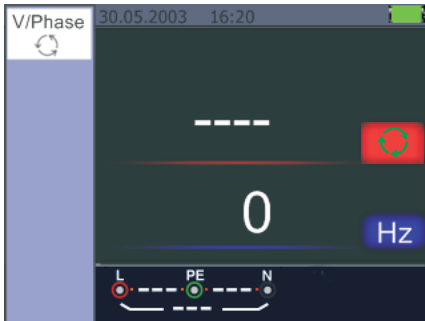 V/Phase
30.05.2003 16:20
----
0
Hz
L PE N
--- ---
---